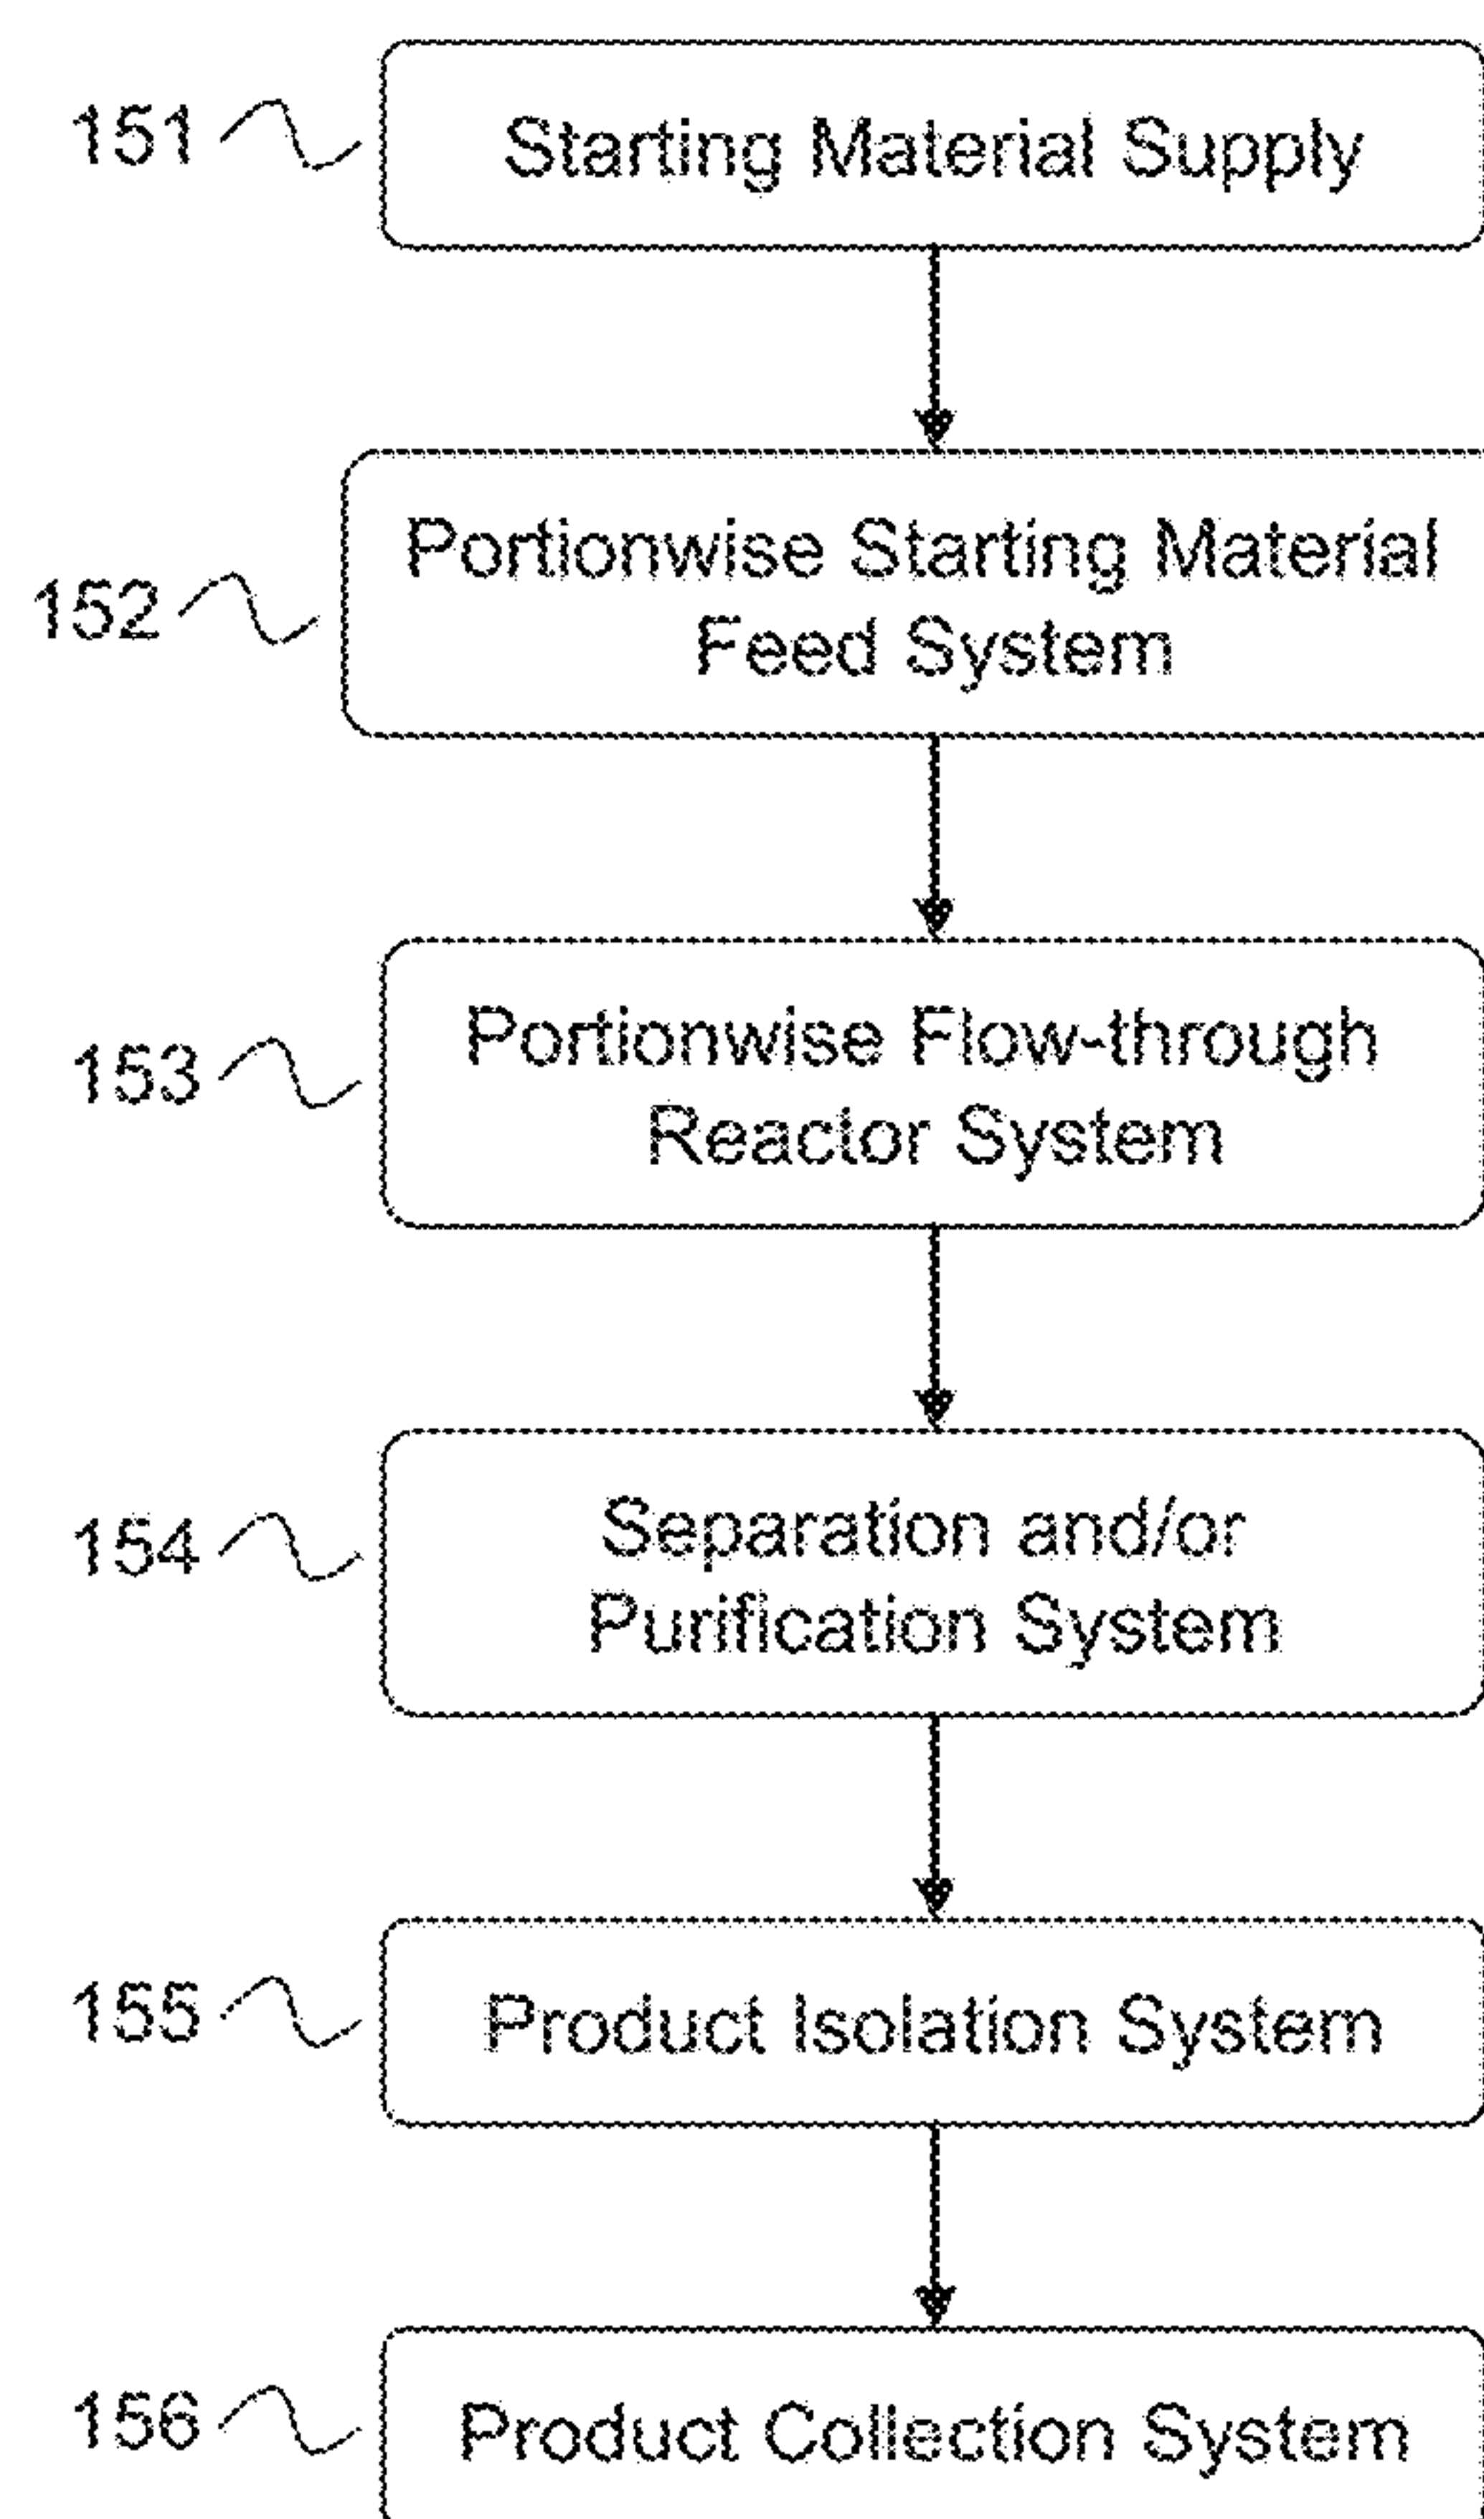 151
Starting Material Supply
152
Portionwise Starting Material
Feed System
153
Portionwise Flow-through
Reactor System
154
Separation and/or
Purification System
155
Product Isolation System
156
Product Collection System